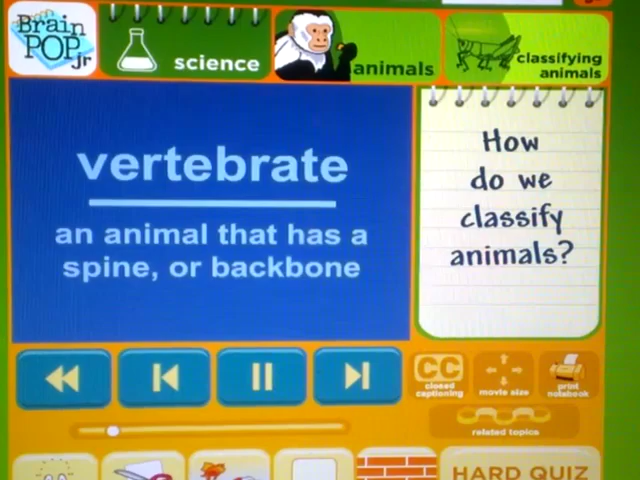 Brain
POP
jr
science
animals
classifying
animals
vertebrate
an animal that has a
spine, or backbone
How
do we
classify
animals?
CC
closed
captioning
movie size
print
notebook
related topics
HARD QUIZ